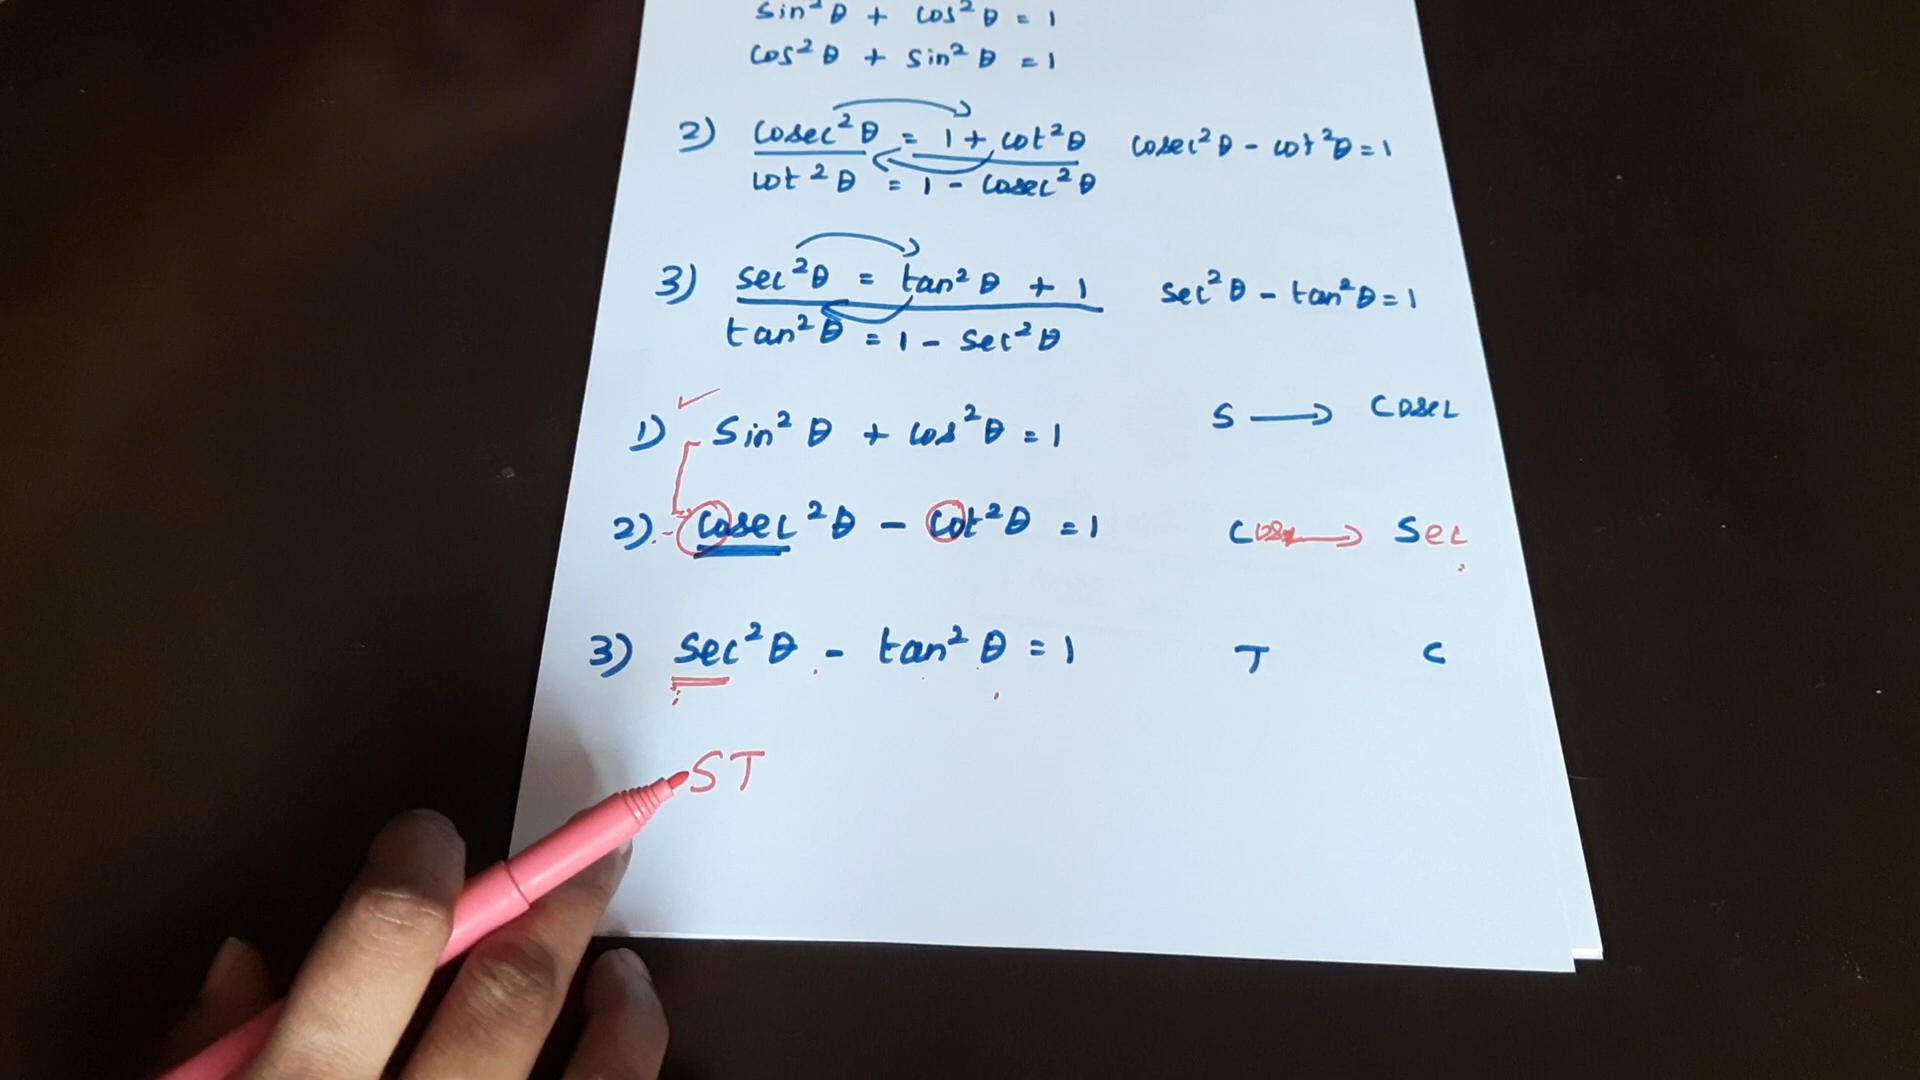 sin²θ + cos²θ = 1
cos²θ + sin²θ = 1
2) cosec²θ = 1 + cot²θ cosec²θ - cot²θ = 1
cot²θ = 1 - cosec²θ
3) sec²θ = tan²θ + 1 sec²θ - tan²θ = 1
tan²θ = 1 - sec²θ
1) Sin²θ + cos²θ = 1 S → cosec
2) cosec²θ - cot²θ = 1 Cos → Sec
3) sec²θ - tan²θ = 1 T C
ST